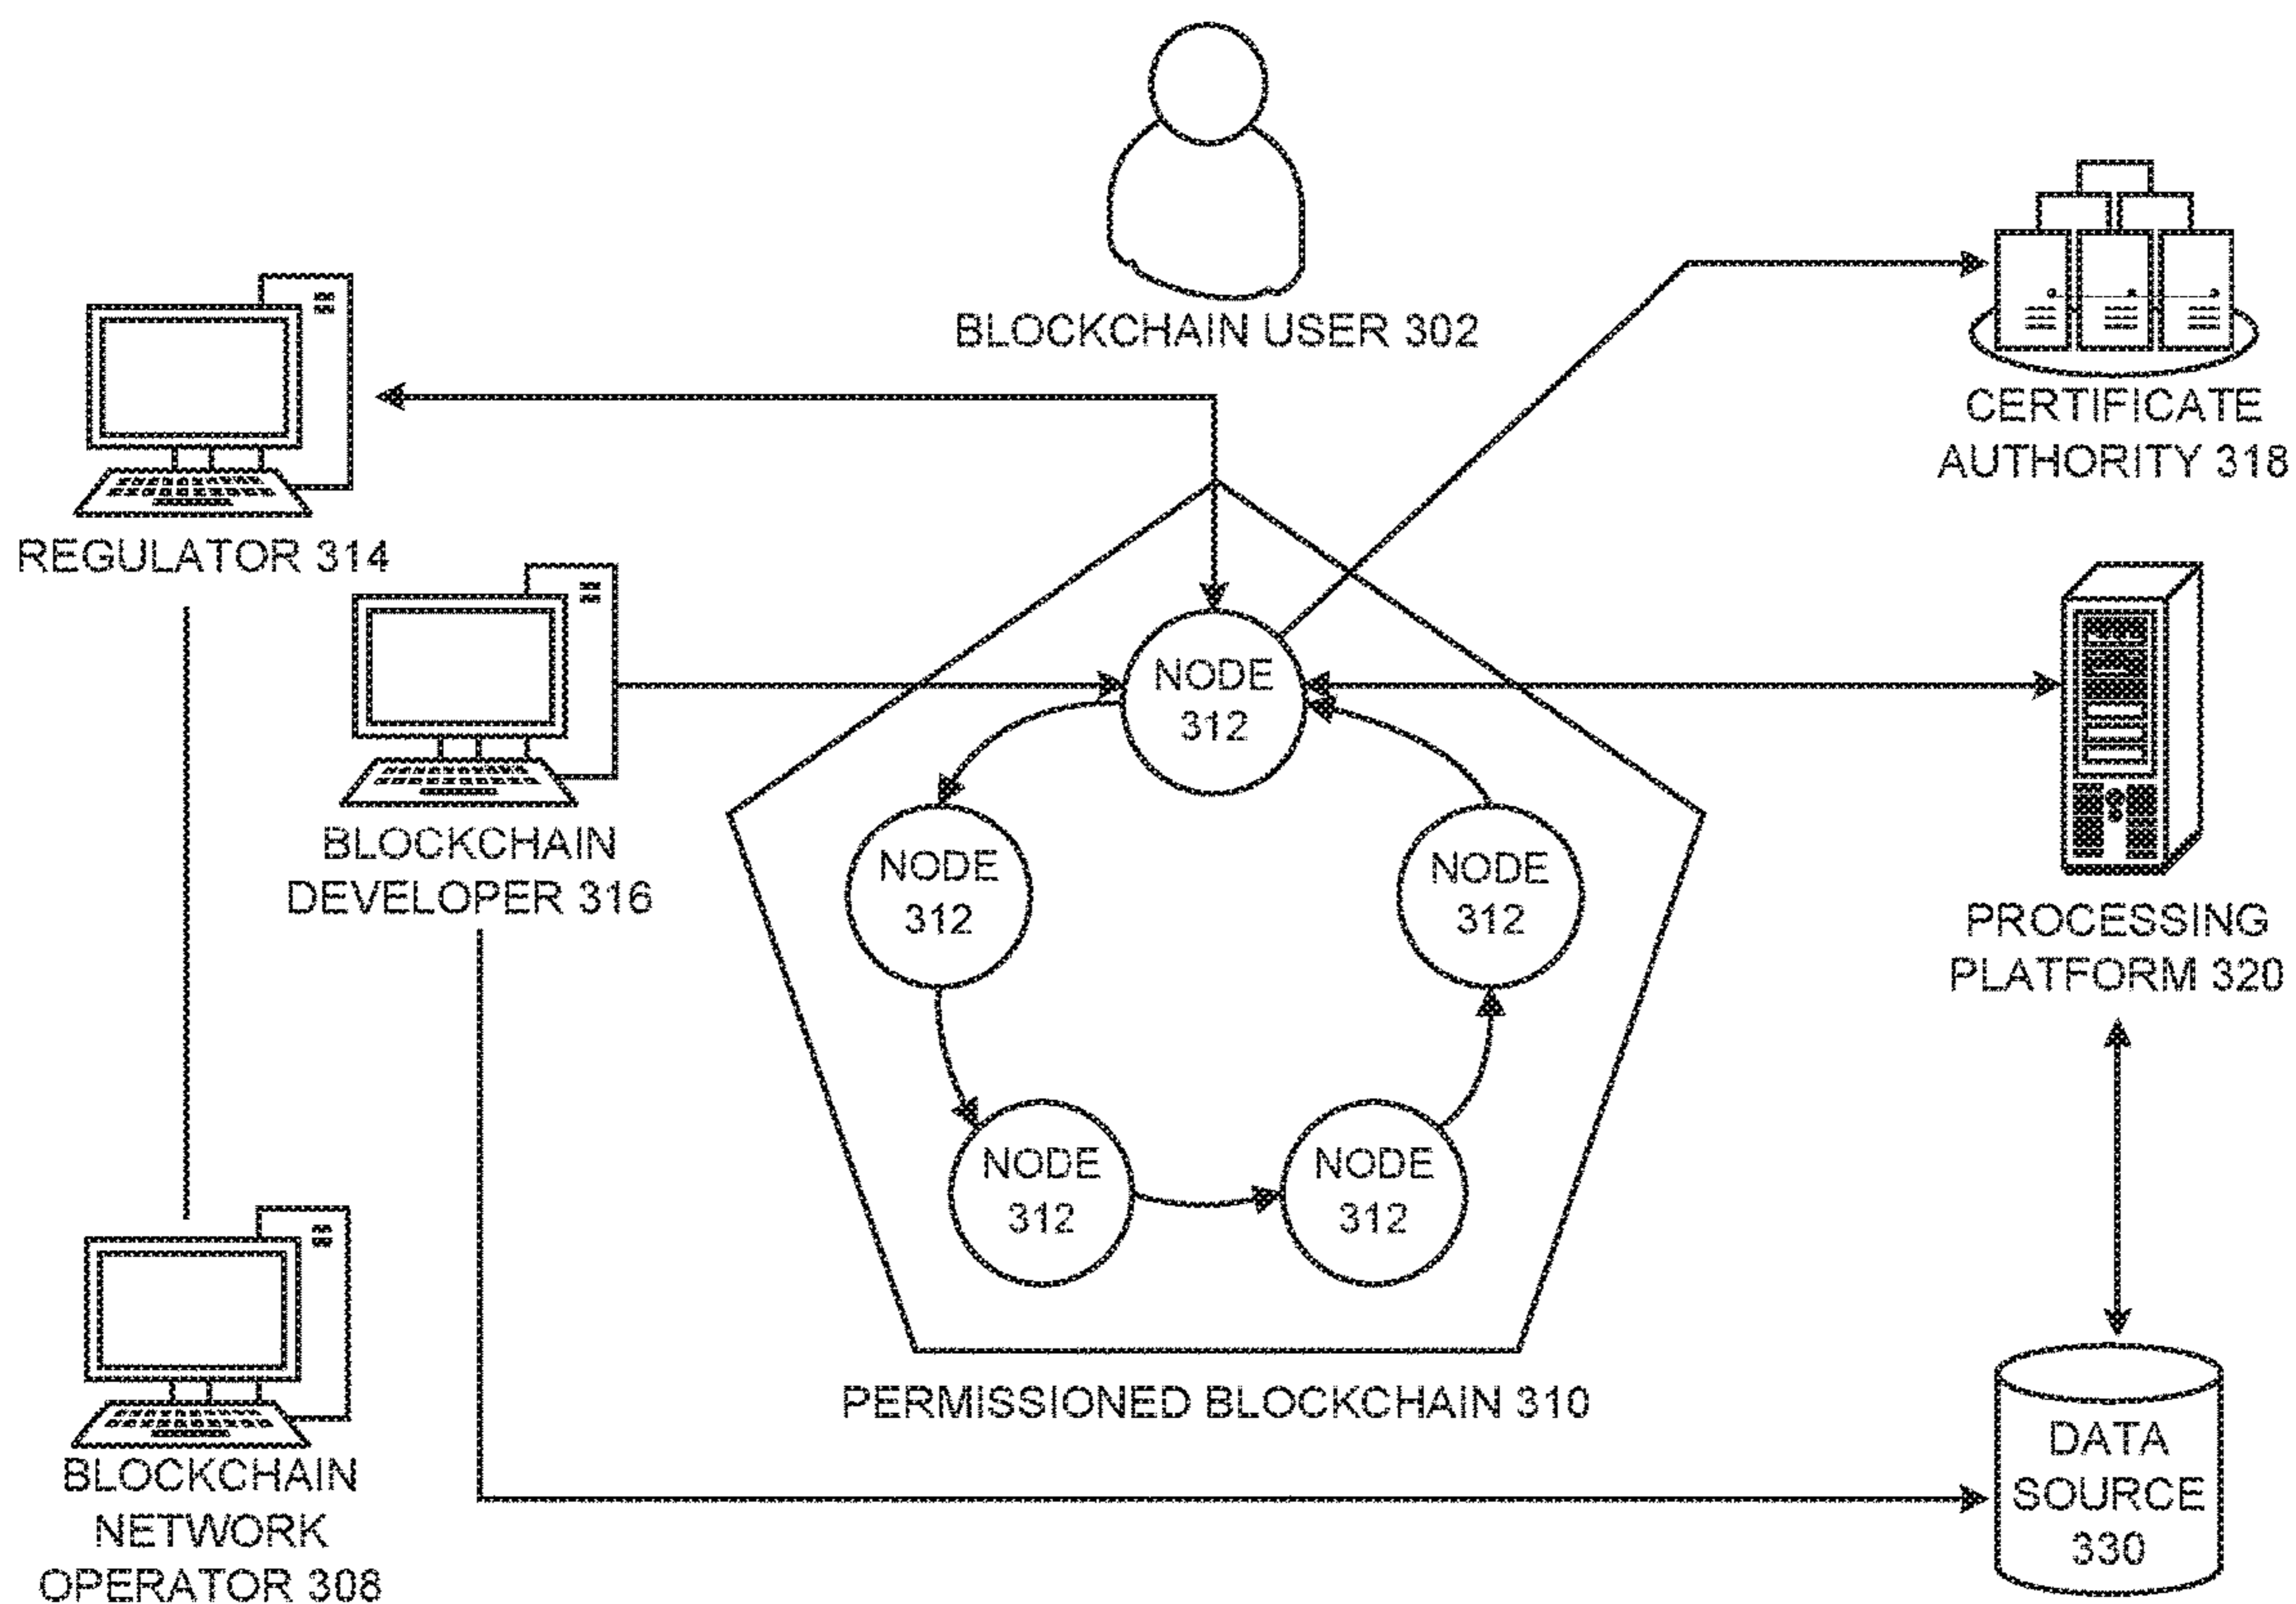 BLOCKCHAIN USER 302
CERTIFICATE
AUTHORITY 318
REGULATOR 314
NODE
312
BLOCKCHAIN
DEVELOPER 316
NODE
312
NODE
312
PROCESSING
PLATFORM 320
NODE
312
NODE
312
PERMISSIONED BLOCKCHAIN 310
BLOCKCHAIN
NETWORK
OPERATOR 308
DATA
SOURCE
330